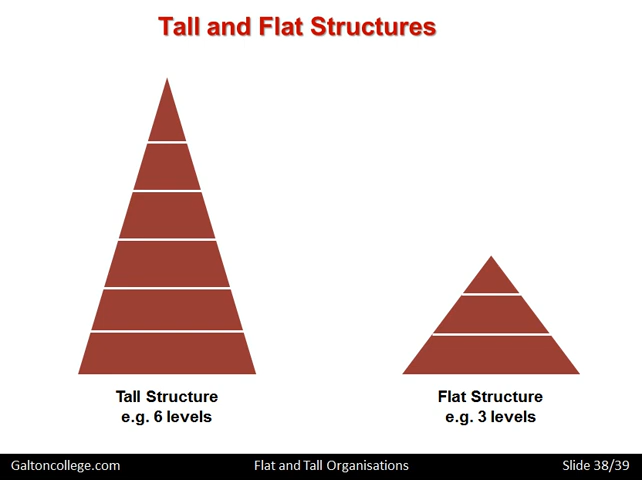 Tall and Flat Structures
Tall Structure
e.g. 6 levels
Flat Structure
e.g. 3 levels
Galtoncollege.com
Flat and Tall Organisations
Slide 38/39